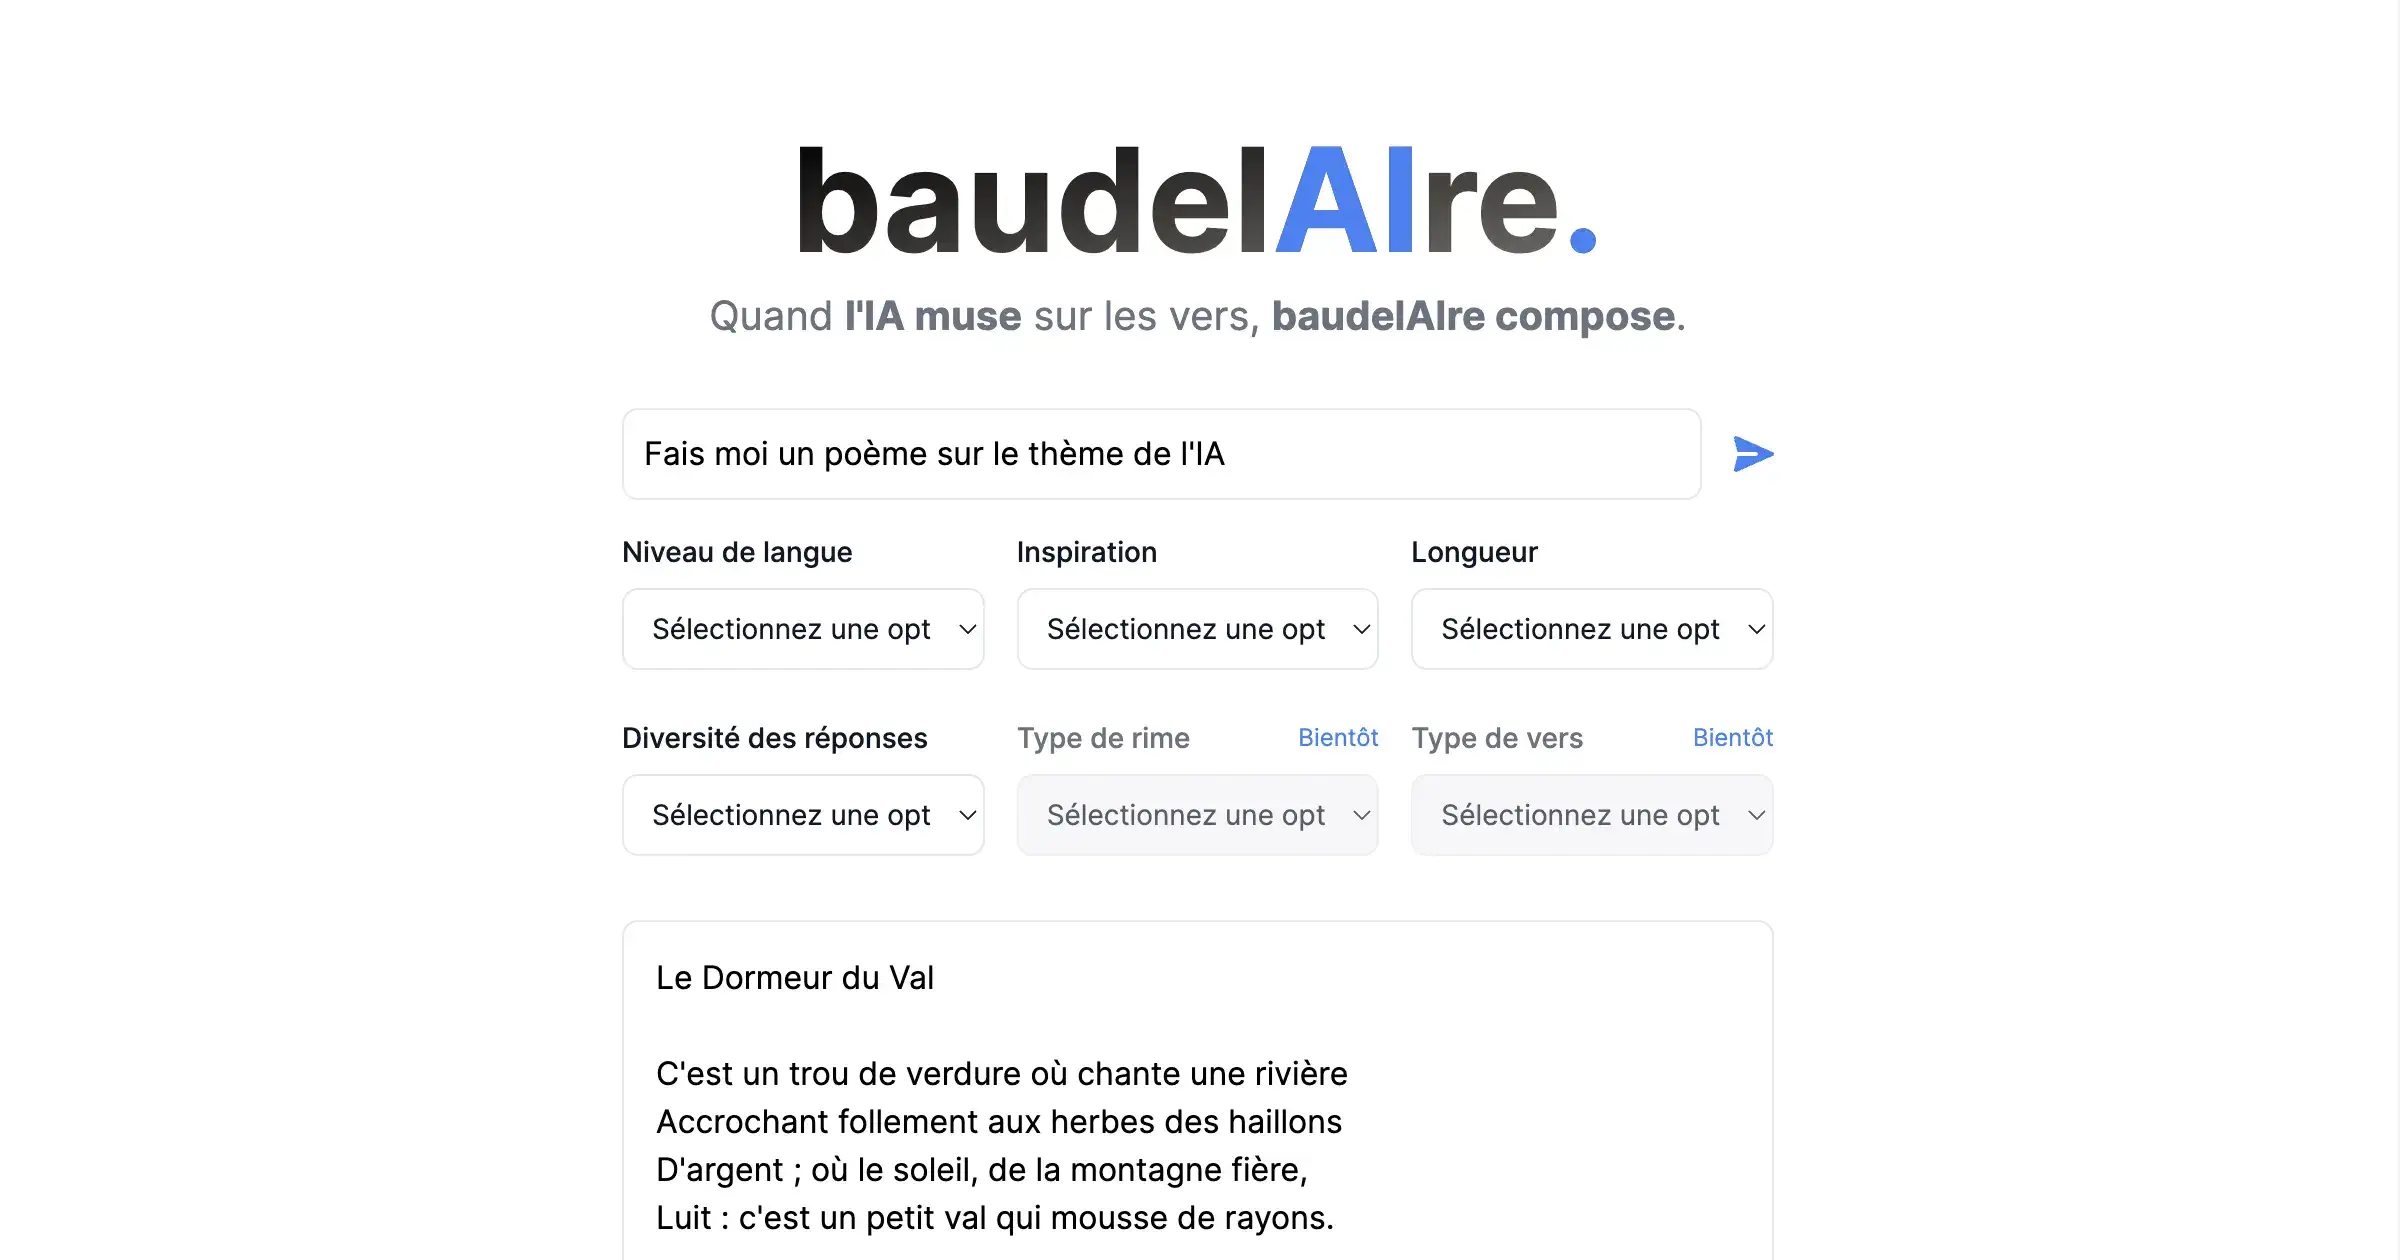 baudelAIre.
Quand l'IA muse sur les vers, baudelAIre compose.
Fais moi un poème sur le thème de l'IA
Niveau de langue Inspiration Longueur
Sélectionnez une opt Sélectionnez une opt Sélectionnez une opt
Diversité des réponses Type de rime Bientôt Type de vers Bientôt
Sélectionnez une opt Sélectionnez une opt Sélectionnez une opt
Le Dormeur du Val
C'est un trou de verdure où chante une rivière
Accrochant follement aux herbes des haillons
D'argent ; où le soleil, de la montagne fière,
Luit : c'est un petit val qui mousse de rayons.